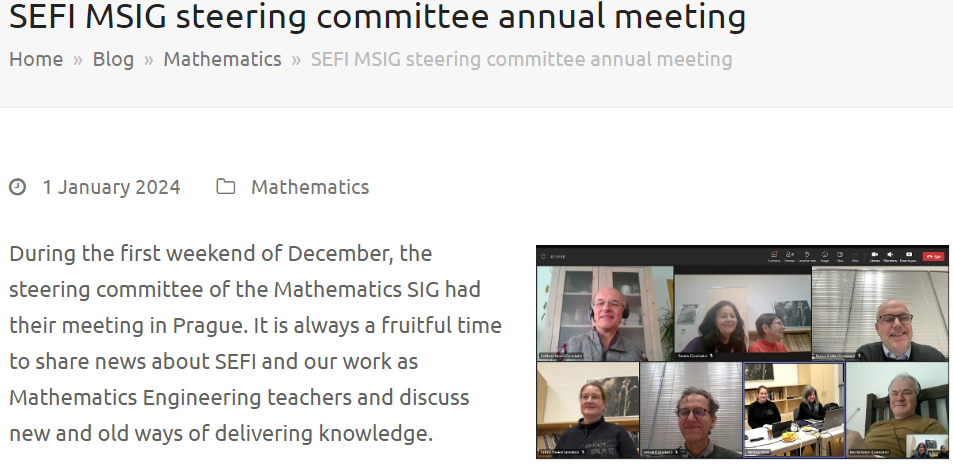 SEFI MSIG steering committee annual meeting
Home » Blog » Mathematics » SEFI MSIG steering committee annual meeting
1 January 2024 Mathematics
During the first weekend of December, the
steering committee of the Mathematics SIG had
their meeting in Prague. It is always a fruitful time
to share news about SEFI and our work as
Mathematics Engineering teachers and discuss
new and old ways of delivering knowledge.